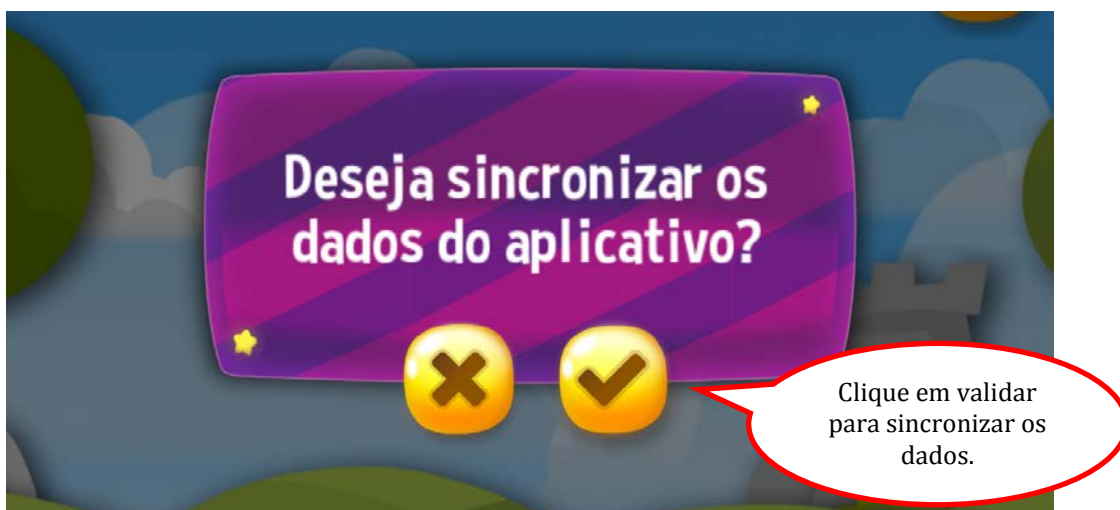 Deseja sincronizar os
dados do aplicativo?
Clique em validar
para sincronizar os
dados.